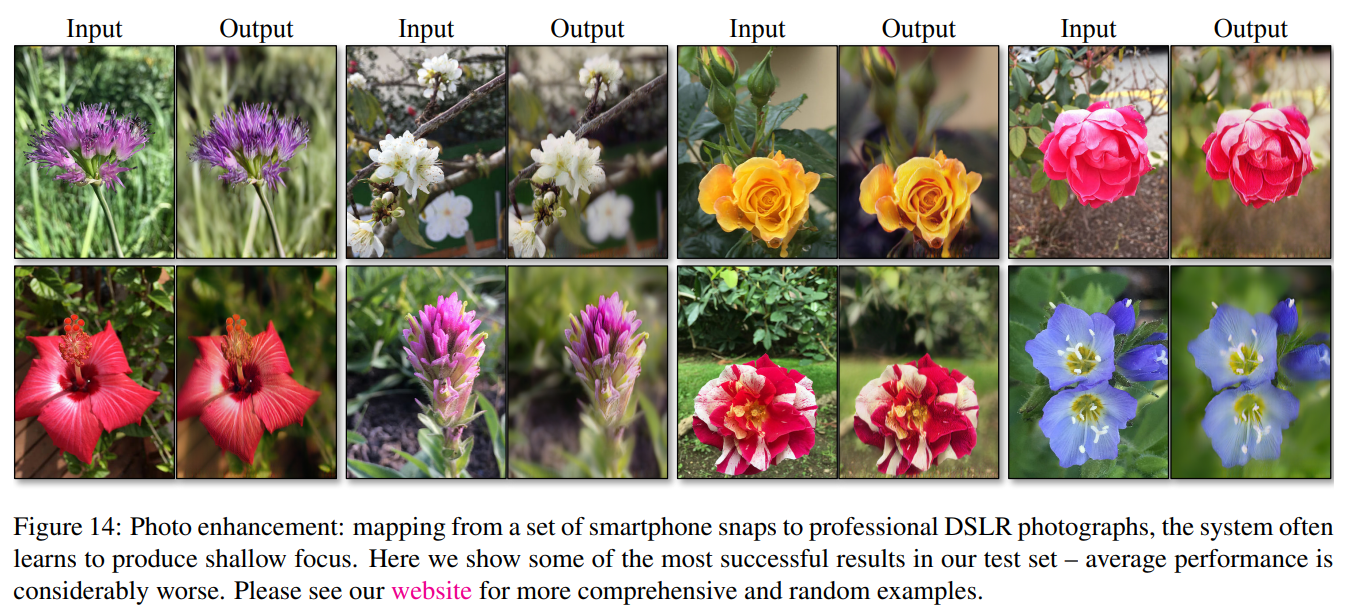 Input Output Input Output Input Output Input Output
Figure 14: Photo enhancement: mapping from a set of smartphone snaps to professional DSLR photographs, the system often
learns to produce shallow focus. Here we show some of the most successful results in our test set – average performance is
considerably worse. Please see our website for more comprehensive and random examples.